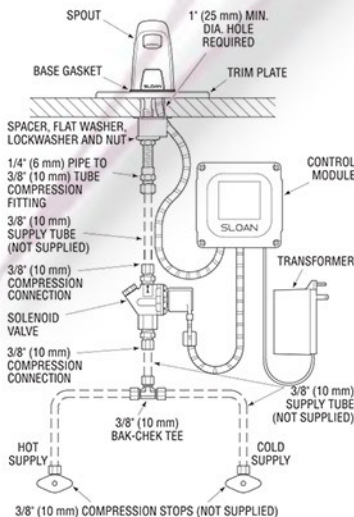 SPOUT
1" (25 mm) MIN.
DIA. HOLE
REQUIRED
BASE GASKET
TRIM PLATE
SLOAN
SPACER, FLAT WASHER,
LOCKWASHER AND NUT
1/4" (6 mm) PIPE TO
3/8" (10 mm) TUBE
COMPRESSION
FITTING
CONTROL
MODULE
SLOAN
3/8" (10 mm)
SUPPLY TUBE
(NOT SUPPLIED)
TRANSFORMER
3/8" (10 mm)
COMPRESSION
CONNECTION
SOLENOID
VALVE
3/8" (10 mm)
COMPRESSION
CONNECTION
3/8" (10 mm)
SUPPLY TUBE
(NOT SUPPLIED)
3/8" (10 mm)
BAK-CHEK TEE
HOT
SUPPLY
COLD
SUPPLY
3/8" (10 mm) COMPRESSION STOPS (NOT SUPPLIED)